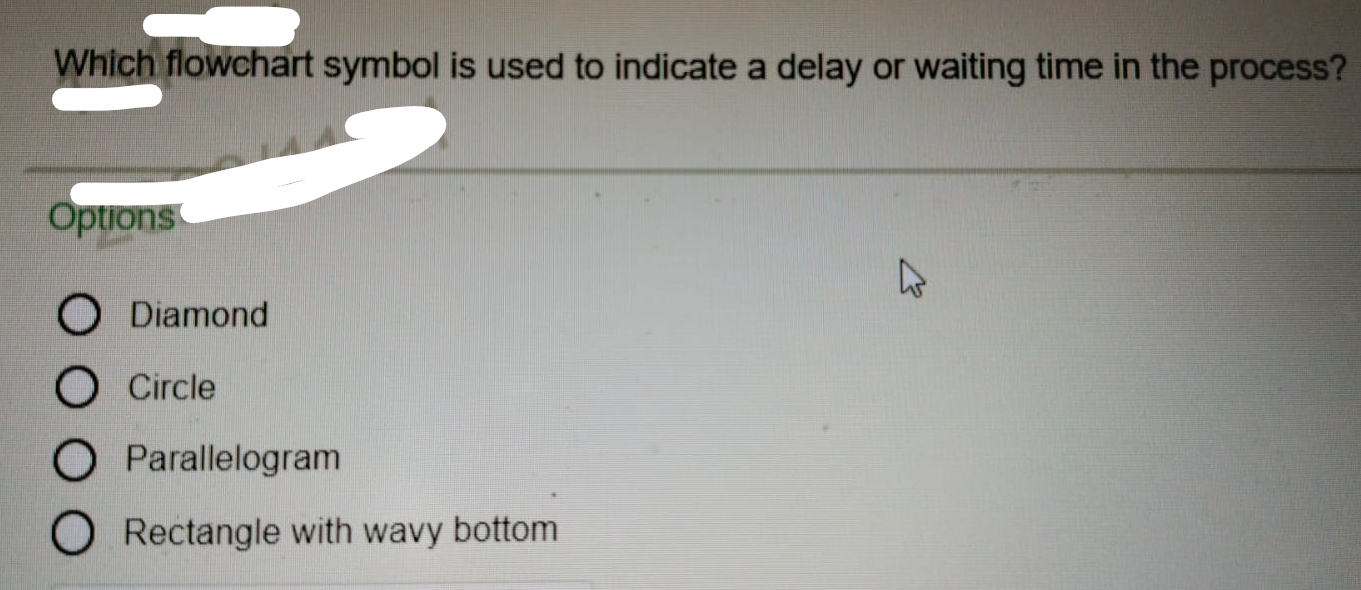 Which flowchart symbol is used to indicate a delay or waiting time in the process?
Options
Diamond
Circle
Parallelogram
Rectangle with wavy bottom